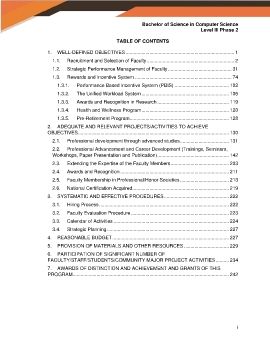 Bachelor of Science in Computer Science
Level III Phase 2
TABLE OF CONTENTS
1. WELL-DEFINED OBJECTIVES 1
1.1. Recruitment and Selection of Faculty 2
1.2. Strategic Performance Management of Faculty 31
1.3. Rewards and Incentive System 74
1.3.1. Performance Based Incentive System (PBIS) 102
1.3.2. The Unified Workload System 105
1.3.3. Awards and Recognition in Research 119
1.3.4. Health and Wellness Program 120
1.3.5. Pre-Retirement Program 128
2. ADEQUATE AND RELEVANT PROJECTS/ACTIVITIES TO ACHIEVE
OBJECTIVES 130
2.1. Professional development through advanced studies 131
2.2. Professional Advancement and Career Development (Trainings, Seminars,
Workshops, Paper Presentation and Publication) 142
2.3. Extending the Expertise of the Faculty Members 203
2.4. Awards and Recognition 211
2.5. Faculty Membership in Professional/Honor Societies 213
2.6. National Certification Acquired 219
3. SYSTEMATIC AND EFFECTIVE PROCEDURES 222
3.1. Hiring Process 222
3.2. Faculty Evaluation Procedure 223
3.3. Calendar of Activities 224
3.4. Strategic Planning 227
4. REASONABLE BUDGET 227
5. PROVISION OF MATERIALS AND OTHER RESOURCES 229
6. PARTICIPATION OF SIGNIFICANT NUMBER OF
FACULTY/STAFF/STUDENTS/COMMUNITY MAJOR PROJECT ACTIVITIES 234
7. AWARDS OF DISTINCTION AND ACHIEVEMENT AND GRANTS OF THIS
PROGRAM 242